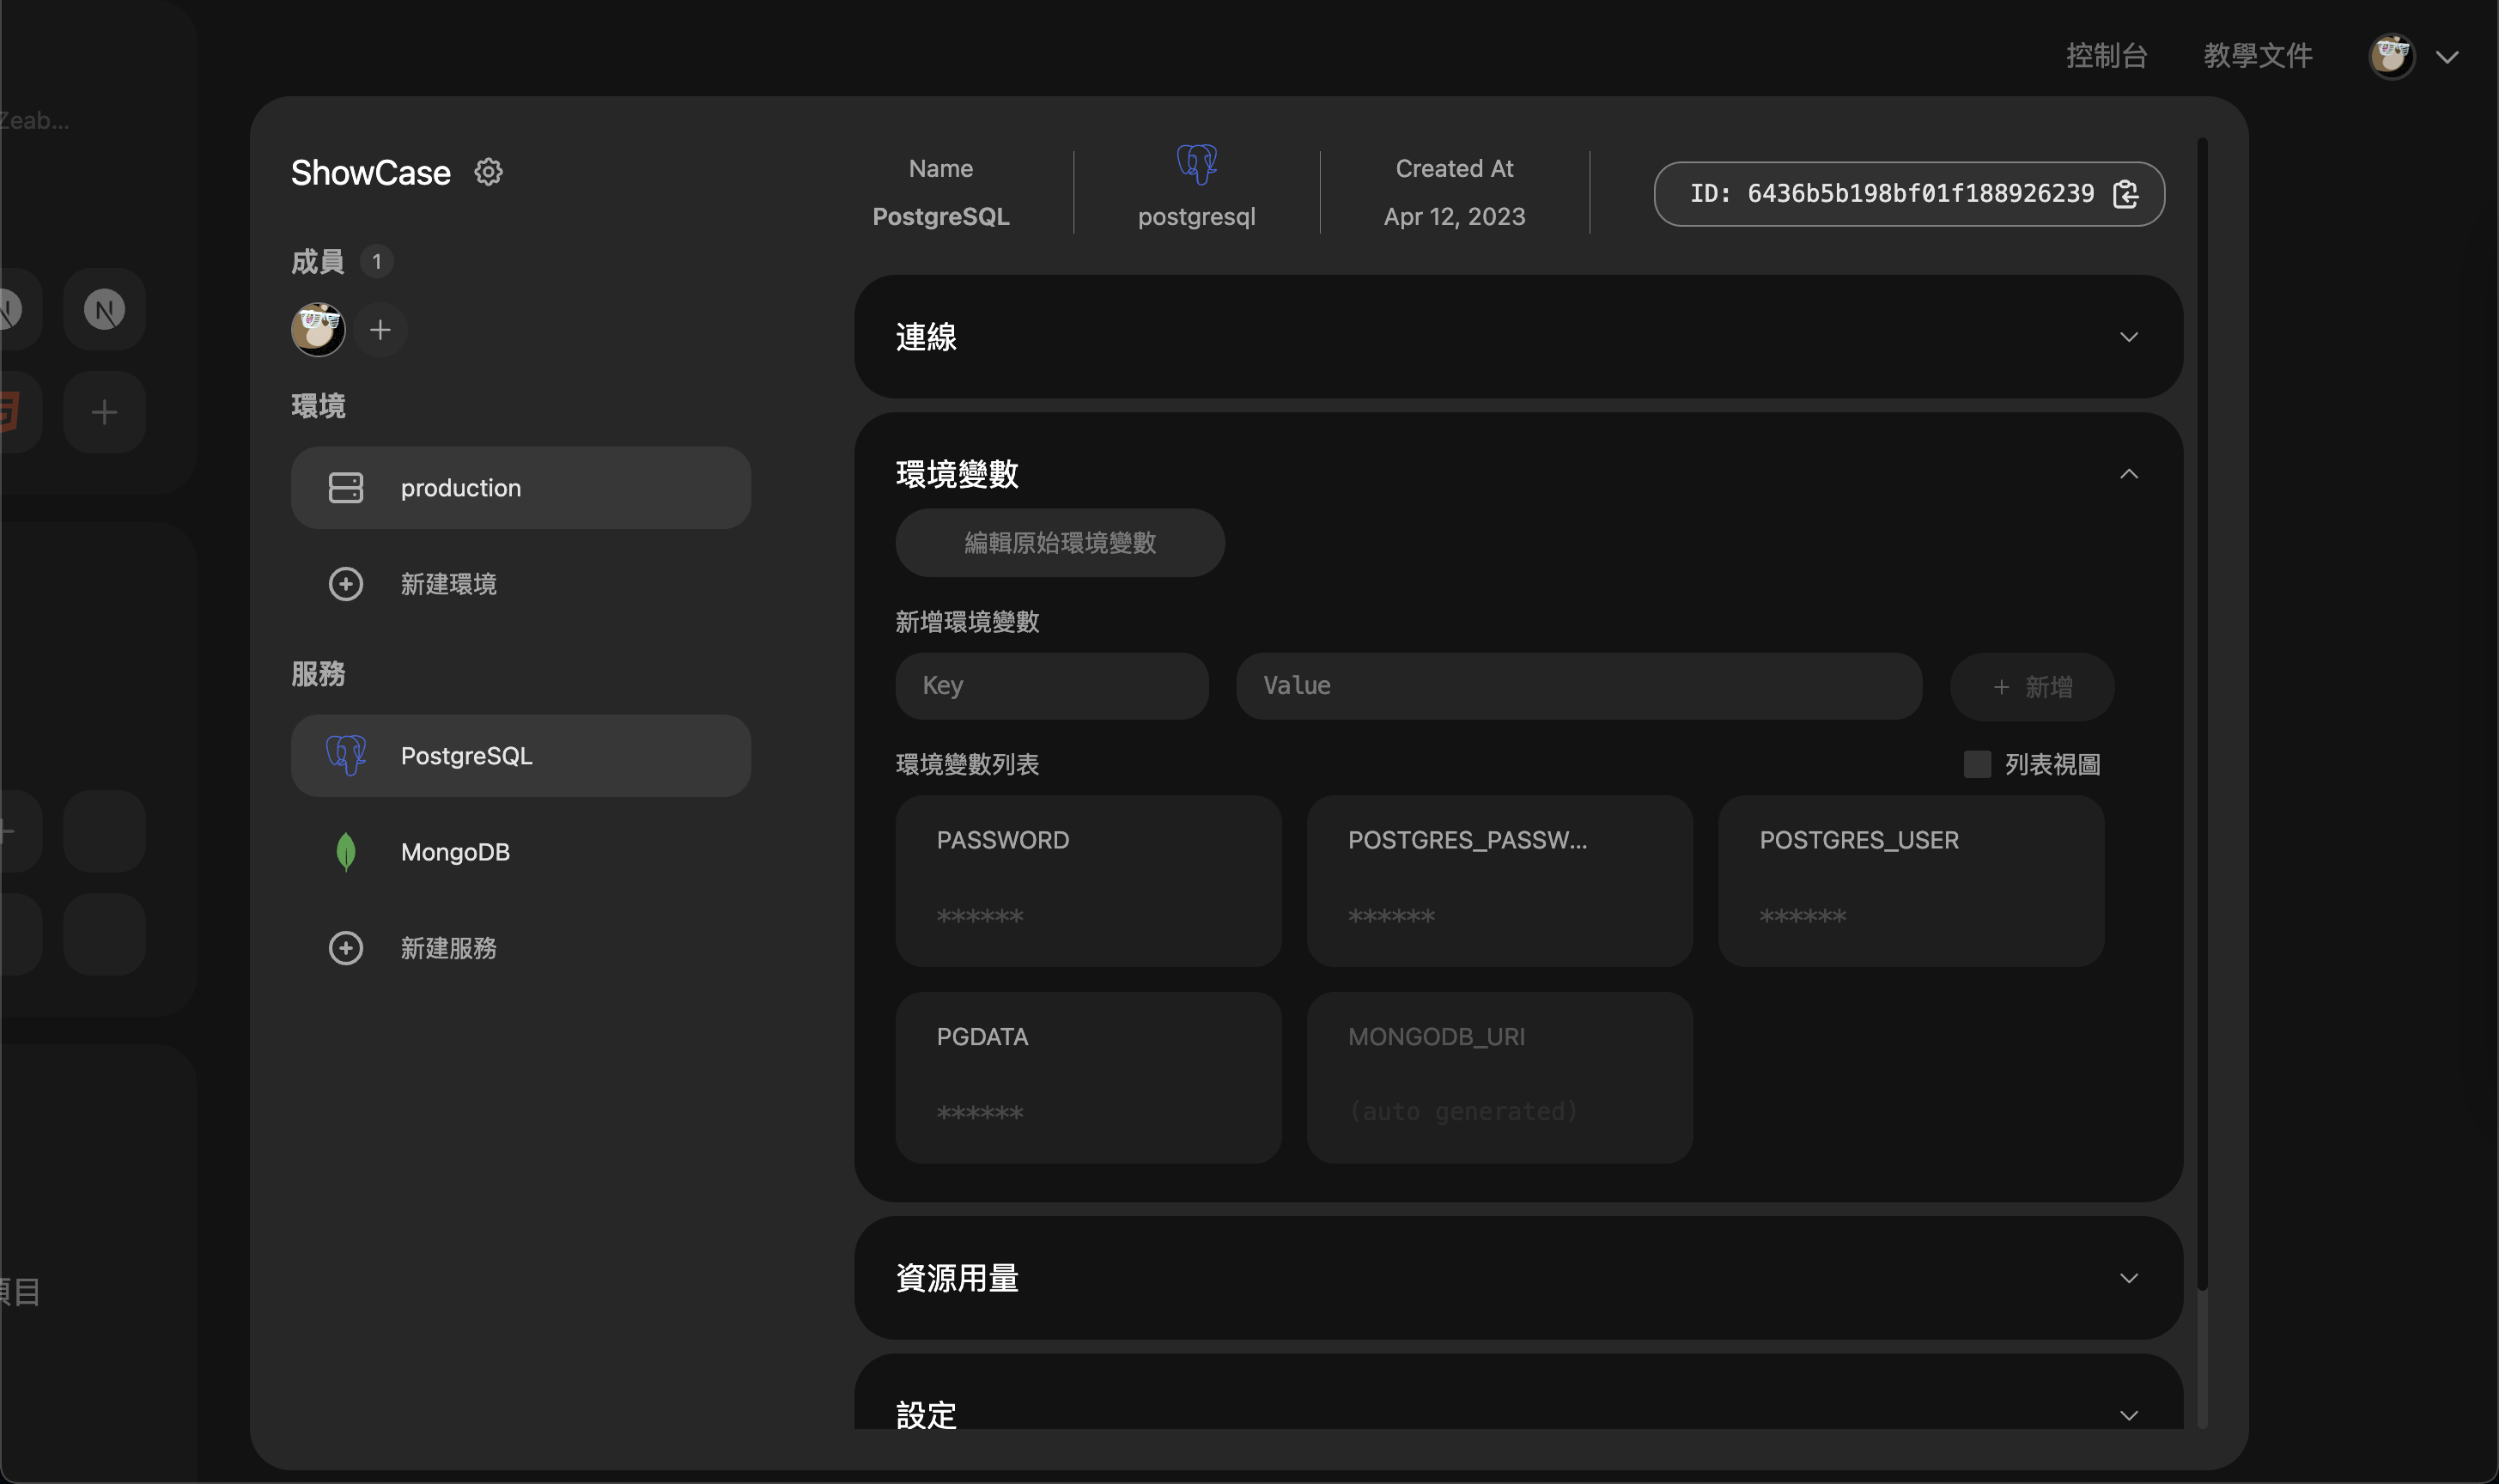 控制台 教學文件
Zeab...
ShowCase
成員 1
環境
production
新建環境
服務
PostgreSQL
MongoDB
新建服務
Name
PostgreSQL
postgresql
Created At
Apr 12, 2023
ID: 6436b5b198bf01f188926239
連線
環境變數
編輯原始環境變數
新增環境變數
Key Value + 新增
環境變數列表 列表視圖
PASSWORD POSTGRES_PASSW... POSTGRES_USER
****** ****** ******
PGDATA MONGODB_URI
****** (auto generated)
資源用量
設定
項目